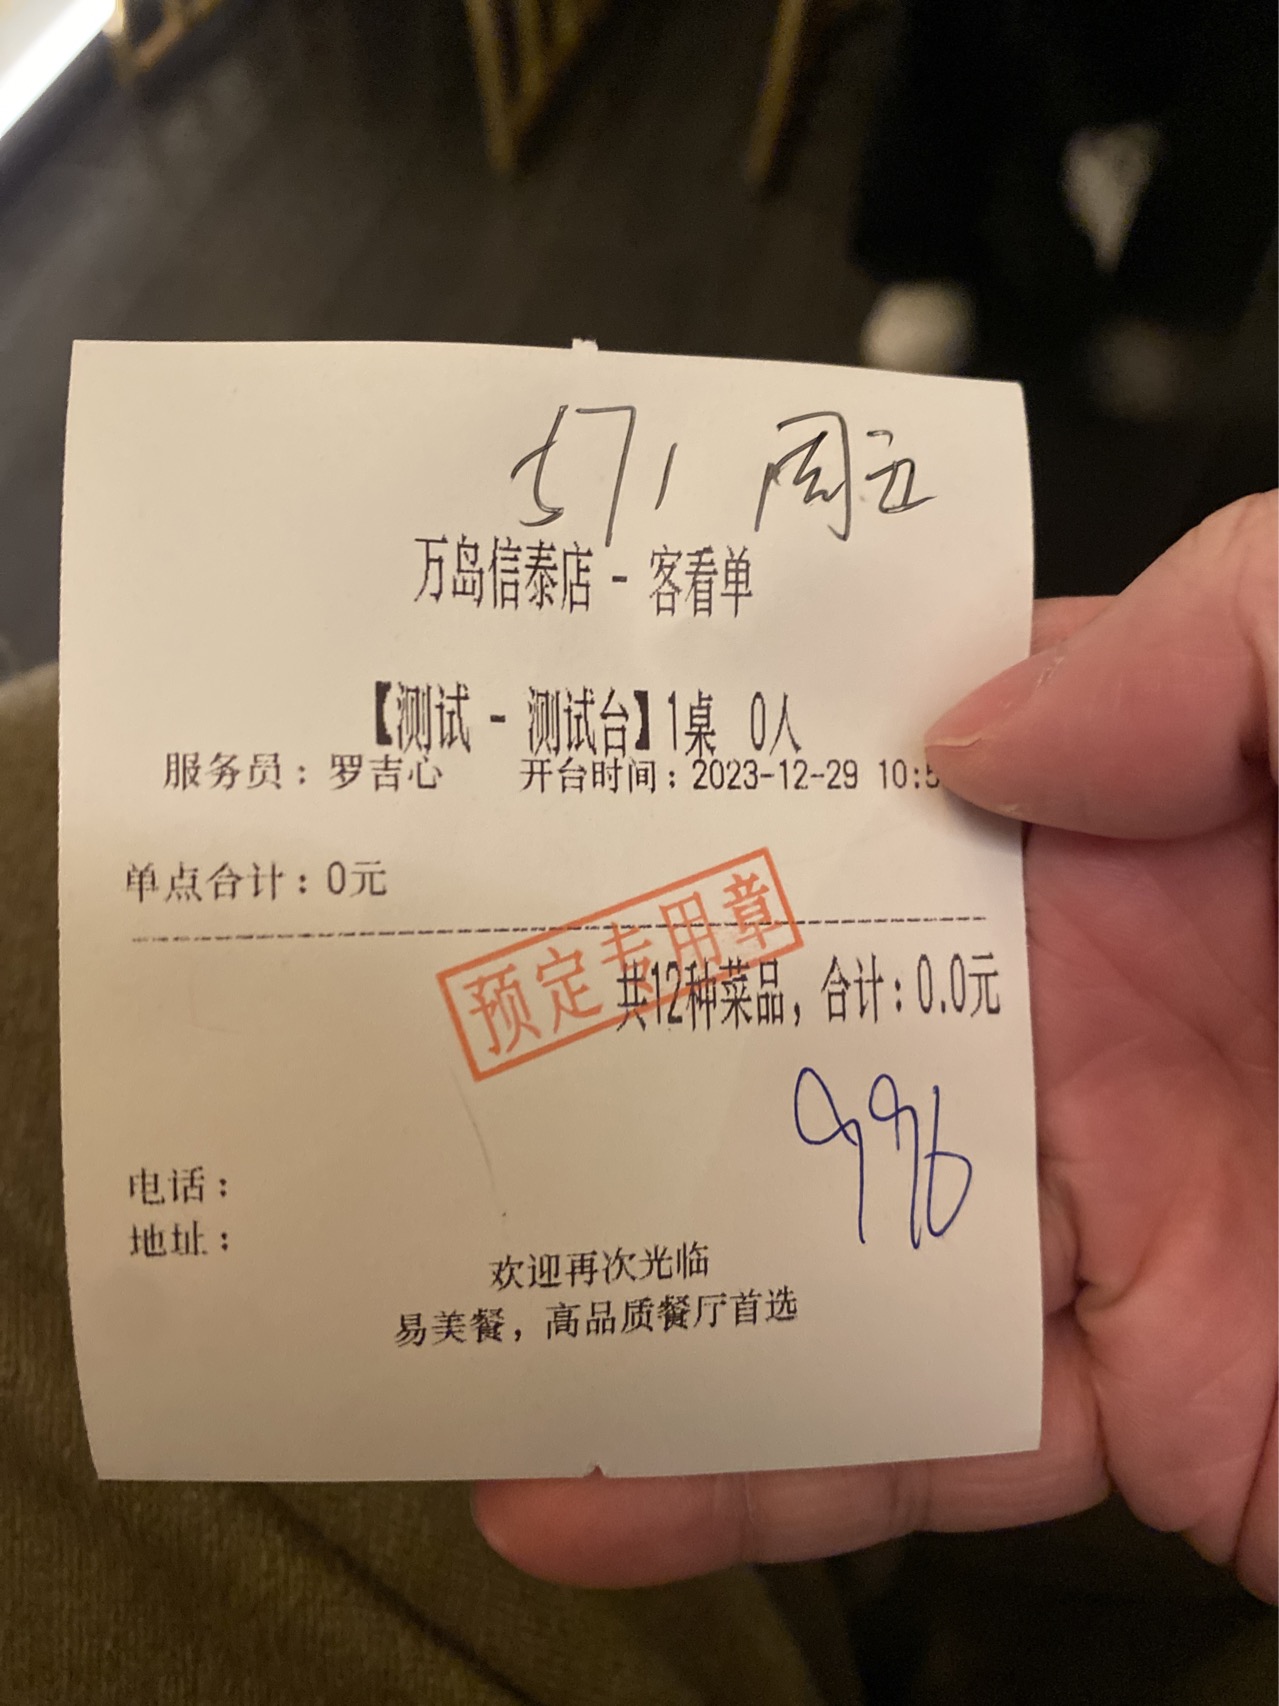 571 周五
万岛信泰店 - 客看单
【测试 - 测试台】1桌 0人
服务员：罗吉心 开台时间：2023-12-29 10:5
单点合计：0元
预定专用章
共12种菜品，合计：0.0元
996
电话：
地址：
欢迎再次光临
易美餐，高品质餐厅首选